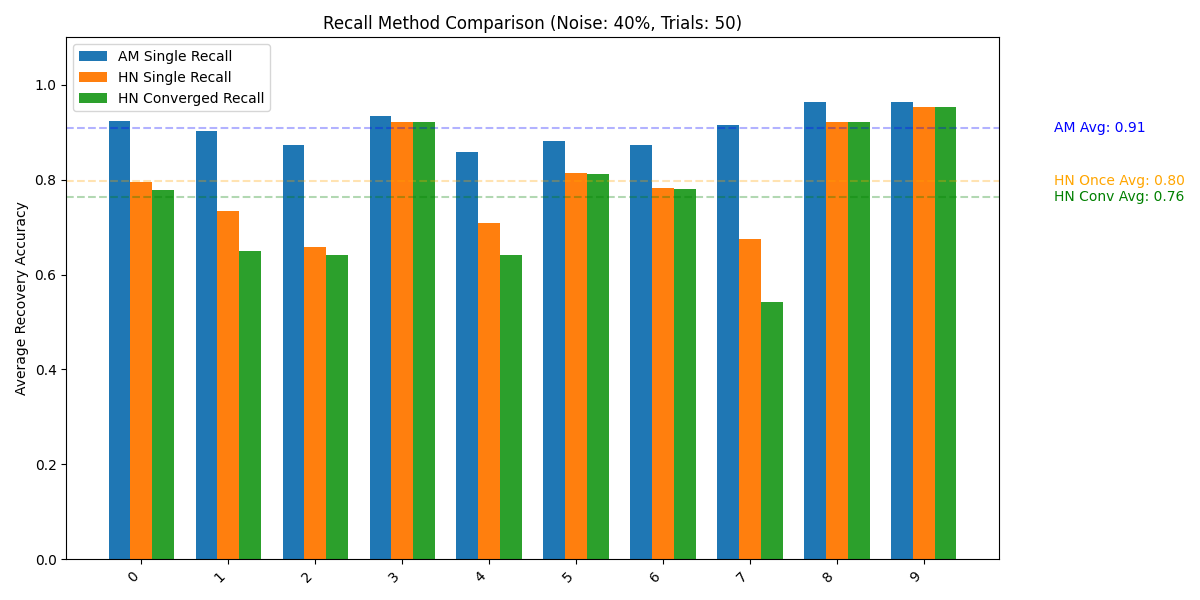 Recall Method Comparison (Noise: 40%, Trials: 50)
AM Single Recall
HN Single Recall
HN Converged Recall
Average Recovery Accuracy
1.0
0.8
0.6
0.4
0.2
0.0
AM Avg: 0.91
HN Once Avg: 0.80
HN Conv Avg: 0.76
0 1 2 3 4 5 6 7 8 9